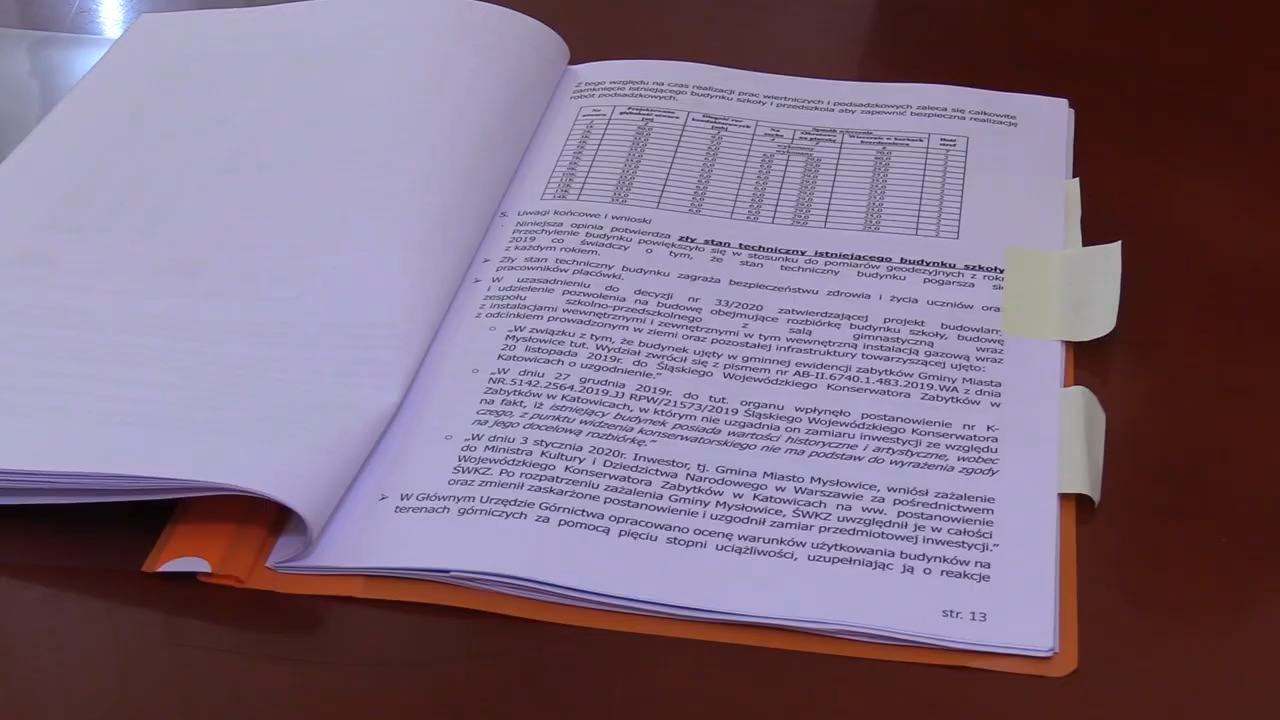 Z tego względu na czas realizacji prac wiertniczych i podsadzkowych zaleca się całkowite
zamknięcie istniejącego budynku szkoły i przedszkola aby zapewnić bezpieczną realizację
robót podsadzkowych.
5. Uwagi końcowe i wnioski
Niniejsza opinia potwierdza zły stan techniczny istniejącego budynku szkoły
Przechylenie budynku powiększyło się w stosunku do pomiarów geodezyjnych z roku
2019 co świadczy o tym, że stan techniczny budynku pogarsza się
z każdym rokiem.
➢ Zły stan techniczny budynku zagraża bezpieczeństwu zdrowia i życia uczniów oraz
pracowników placówki.
➢ W uzasadnieniu do decyzji nr 33/2020 zatwierdzającej projekt budowlany
i udzielenie pozwolenia na budowę obejmujące rozbiórkę budynku szkoły, budowę
zespołu szkolno-przedszkolnego z salą gimnastyczną wraz
z instalacjami wewnętrznymi i zewnętrznymi w tym wewnętrzną instalacją gazową wraz
z odcinkiem prowadzonym w ziemi oraz pozostałej infrastruktury towarzyszącej ujęto:
○ „W związku z tym, że budynek ujęty w gminnej ewidencji zabytków Gminy Miasta
Mysłowice tut. Wydział zwrócił się z pismem nr AB-II.6740.1.483.2019.WA z dnia
20 listopada 2019r. do Śląskiego Wojewódzkiego Konserwatora Zabytków w
Katowicach o uzgodnienie.”
○ „W dniu 27 grudnia 2019r. do tut. organu wpłynęło postanowienie nr K-
NR.5142.2564.2019.JJ RPW/21573/2019 Śląskiego Wojewódzkiego Konserwatora
Zabytków w Katowicach, w którym nie uzgadnia on zamiaru inwestycji ze względu
na fakt, iż istniejący budynek posiada wartości historyczne i artystyczne, wobec
czego, z punktu widzenia konserwatorskiego nie ma podstaw do wyrażenia zgody
na jego docelową rozbiórkę.”
○ „W dniu 3 stycznia 2020r. Inwestor, tj. Gmina Miasto Mysłowice, wniósł zażalenie
do Ministra Kultury i Dziedzictwa Narodowego w Warszawie za pośrednictwem
Wojewódzkiego Konserwatora Zabytków w Katowicach na ww. postanowienie
ŚWKZ. Po rozpatrzeniu zażalenia Gminy Mysłowice, ŚWKZ uwzględnił je w całości
oraz zmienił zaskarżone postanowienie i uzgodnił zamiar przedmiotowej inwestycji.”
➢ W Głównym Urzędzie Górnictwa opracowano ocenę warunków użytkowania budynków na
terenach górniczych za pomocą pięciu stopni uciążliwości, uzupełniając ją o reakcje
str. 13